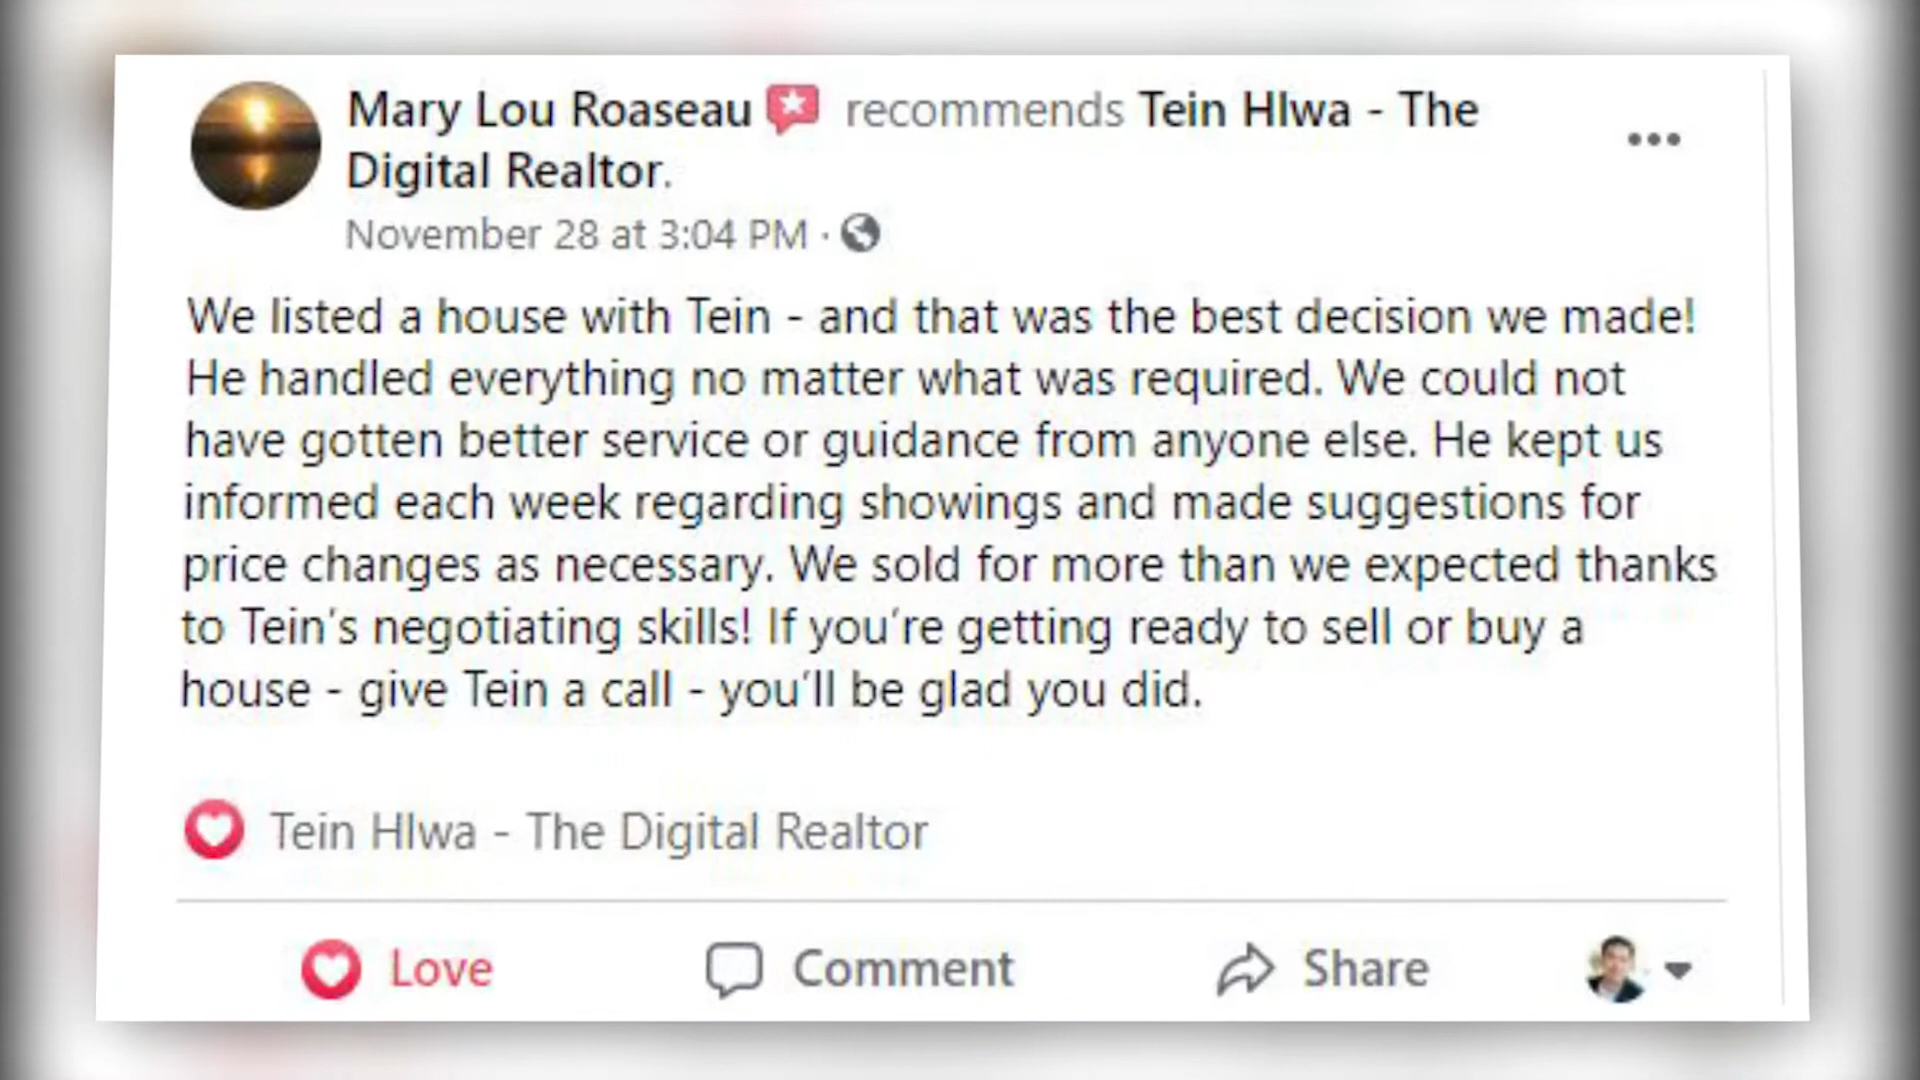 Mary Lou Roaseau recommends Tein Hlwa - The
Digital Realtor.
November 28 at 3:04 PM ·
We listed a house with Tein - and that was the best decision we made!
He handled everything no matter what was required. We could not
have gotten better service or guidance from anyone else. He kept us
informed each week regarding showings and made suggestions for
price changes as necessary. We sold for more than we expected thanks
to Tein's negotiating skills! If you're getting ready to sell or buy a
house - give Tein a call - you'll be glad you did.
Tein Hlwa - The Digital Realtor
Love Comment Share